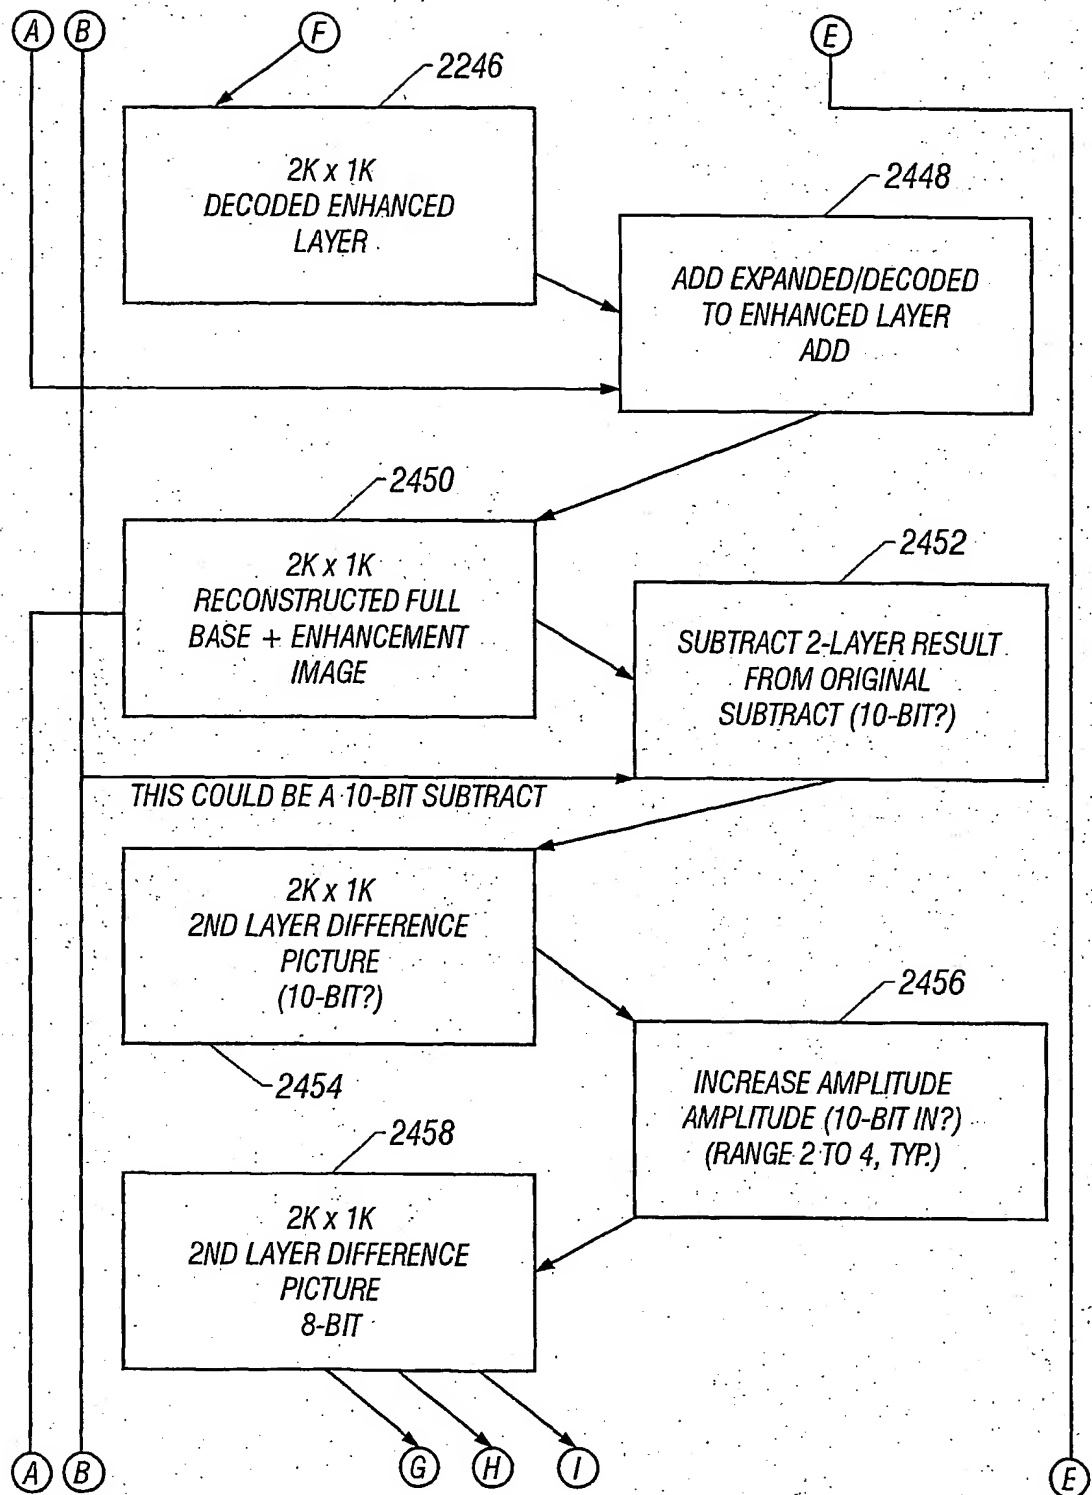 A B F E
2246
2K x 1K
DECODED ENHANCED
LAYER
2448
ADD EXPANDED/DECODED
TO ENHANCED LAYER
ADD
2450
2K x 1K
RECONSTRUCTED FULL
BASE + ENHANCEMENT
IMAGE
2452
SUBTRACT 2-LAYER RESULT
FROM ORIGINAL
SUBTRACT (10-BIT?)
THIS COULD BE A 10-BIT SUBTRACT
2K x 1K
2ND LAYER DIFFERENCE
PICTURE
(10-BIT?)
2454
2456
INCREASE AMPLITUDE
AMPLITUDE (10-BIT IN?)
(RANGE 2 TO 4, TYP.)
2458
2K x 1K
2ND LAYER DIFFERENCE
PICTURE
8-BIT
A B G H I E